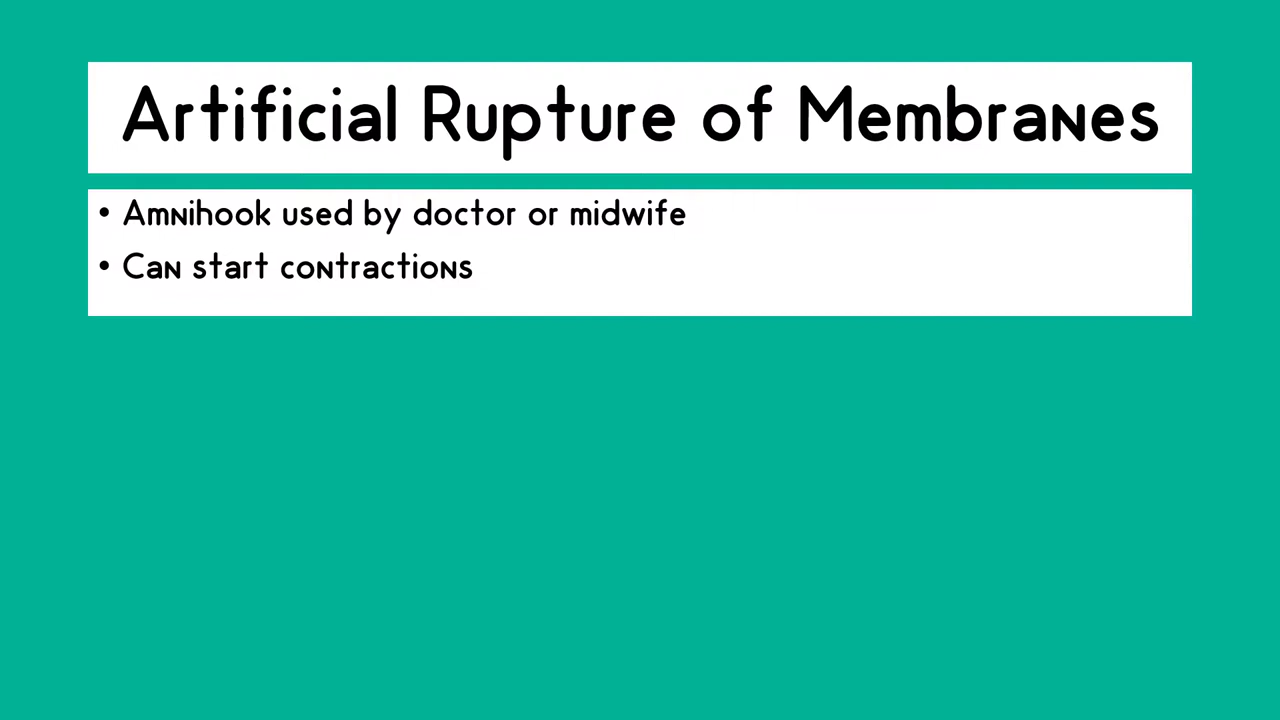 Artificial Rupture of Membranes
• Amnihook used by doctor or midwife
• Can start contractions